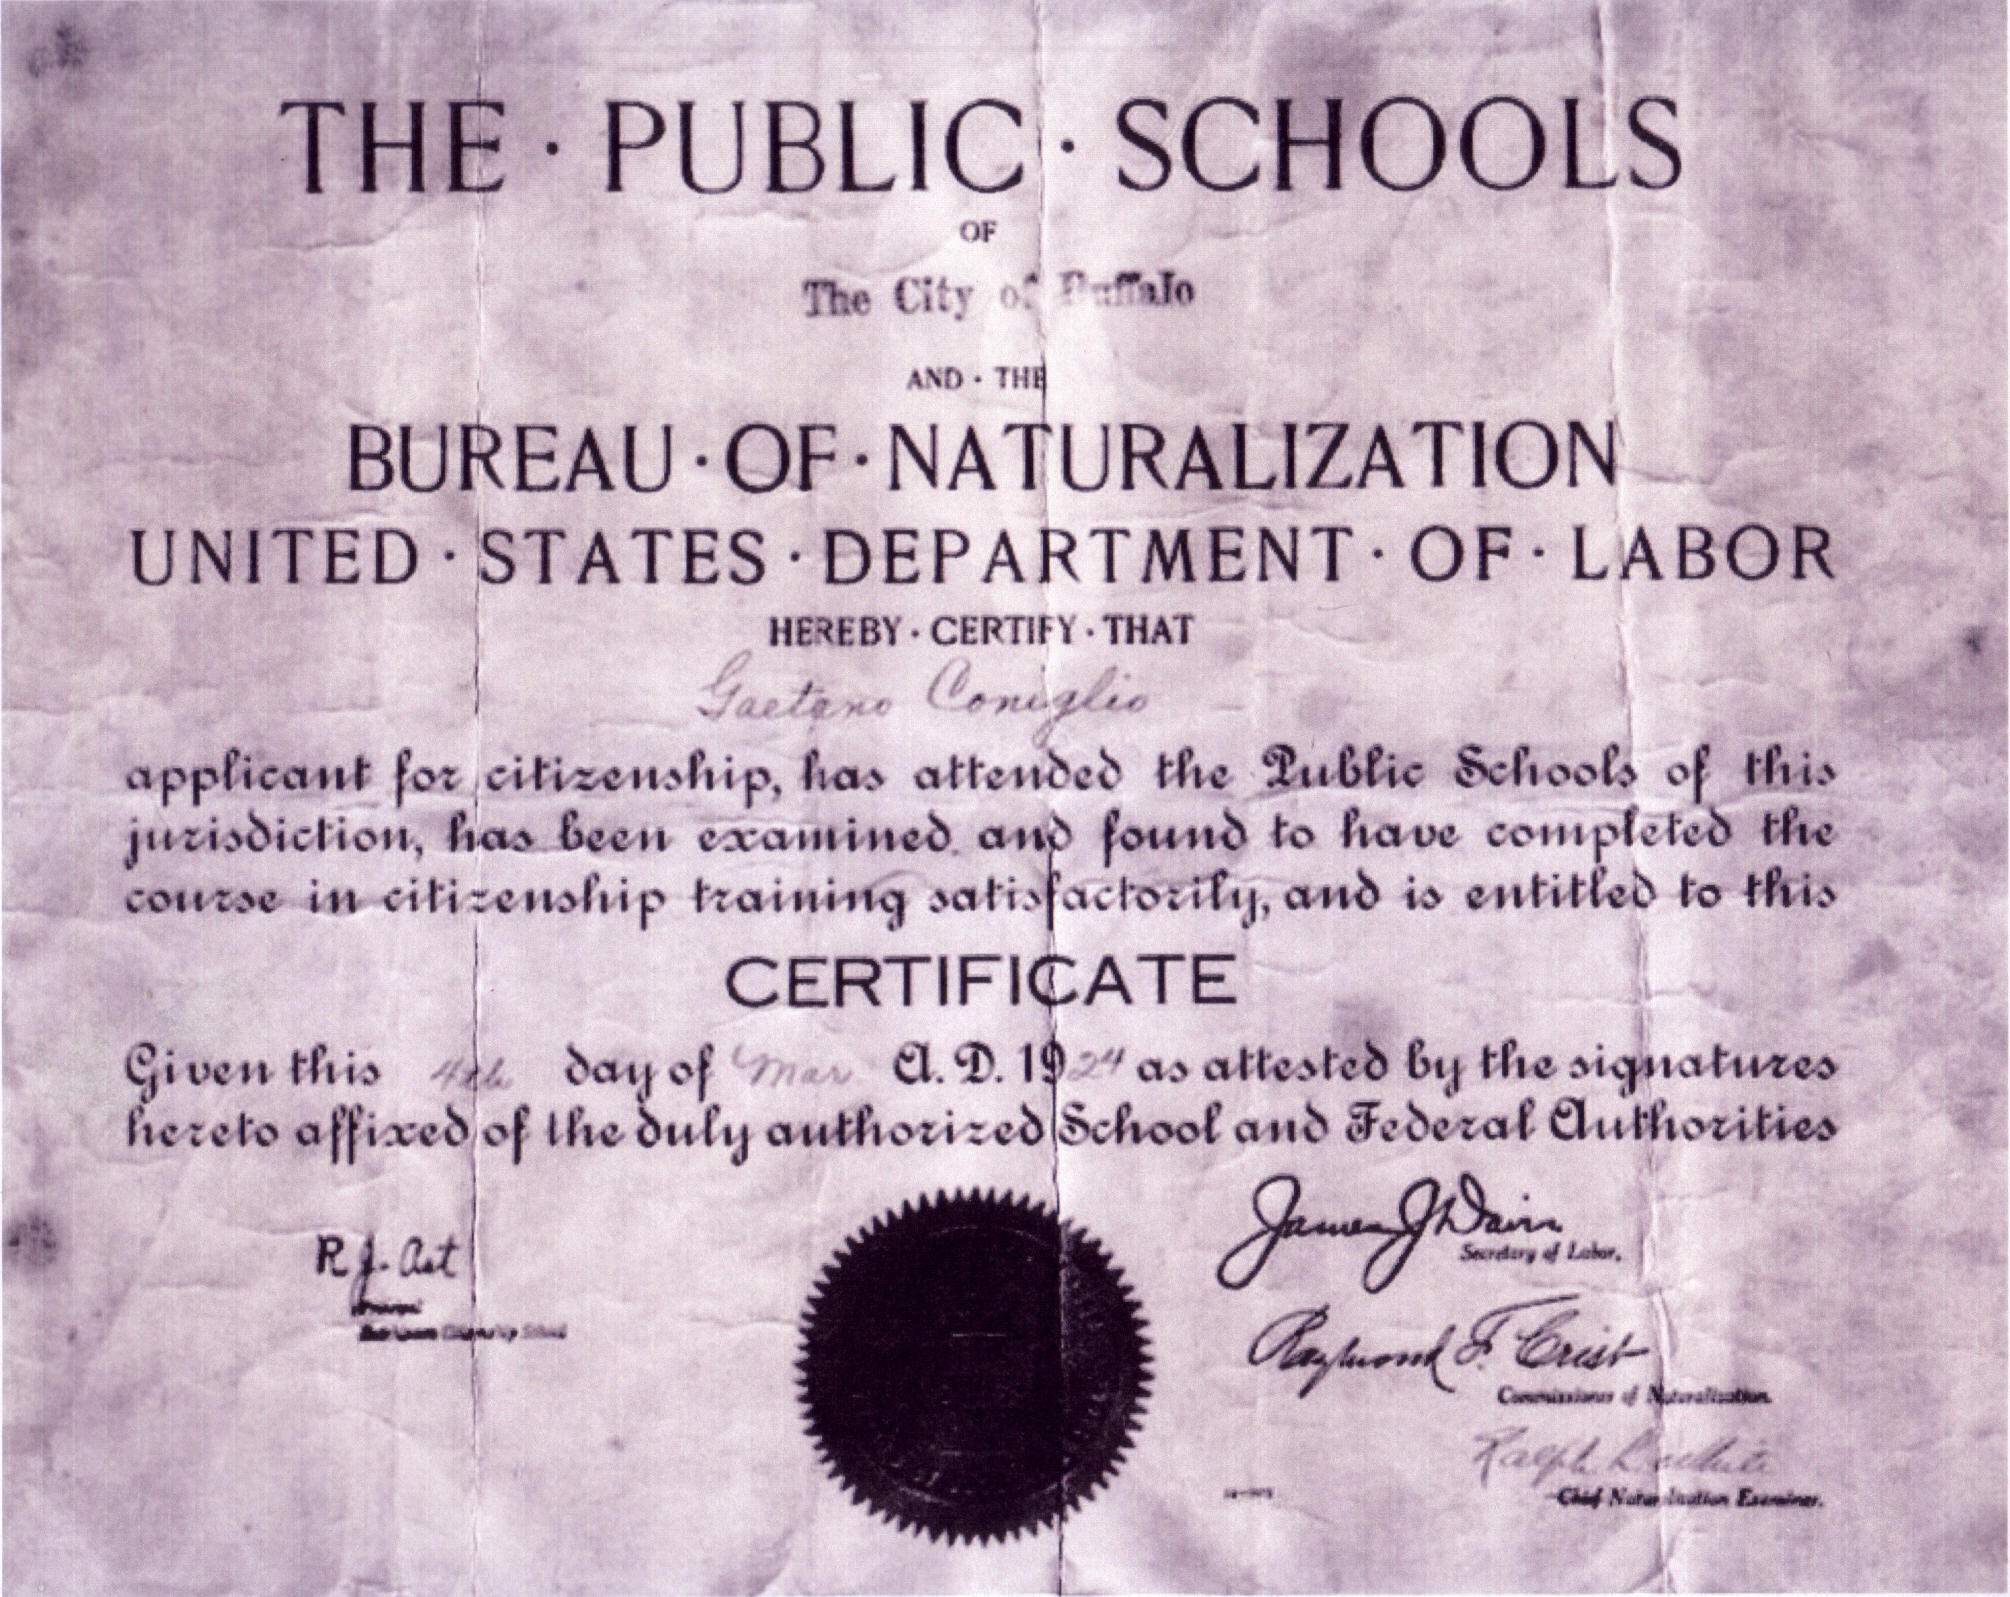 THE · PUBLIC · SCHOOLS
OF
The City of Buffalo
AND · THE
BUREAU · OF · NATURALIZATION
UNITED · STATES · DEPARTMENT · OF · LABOR
HEREBY · CERTIFY · THAT
Gaetano Coniglio
applicant for citizenship, has attended the Public Schools of this
jurisdiction, has been examined and found to have completed the
course in citizenship training satisfactorily, and is entitled to this
CERTIFICATE
Given this 4th day of Mar A. D. 1924 as attested by the signatures
hereto affixed of the duly authorized School and Federal Authorities
James J Davis
Secretary of Labor.
R J. Ast
Citizenship School
Raymond F. Crist
Commissioner of Naturalization.
Ralph
Chief Naturalization Examiner.